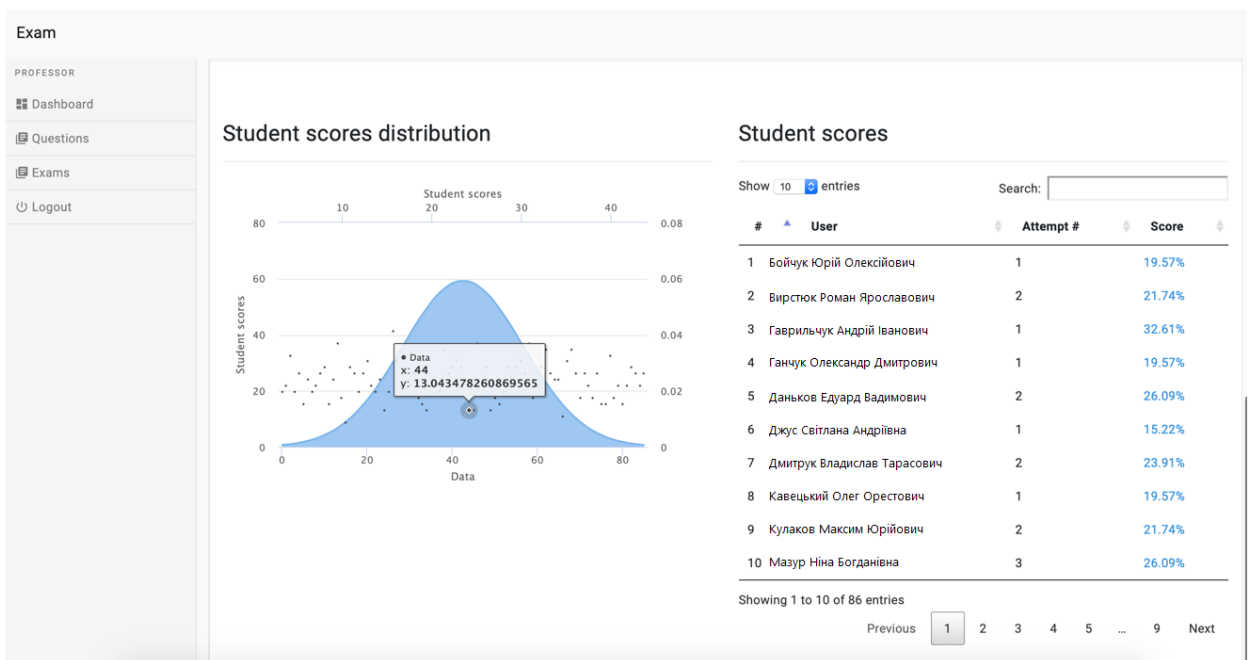 Exam
PROFESSOR
Dashboard
Questions
Exams
Logout
Student scores distribution
Student scores
10 20 30 40
80 0.08
60 0.06
40 0.04
20 0.02
0 0
Student scores
• Data
x: 44
y: 13.043478260869565
0 20 40 60 80
Data
Student scores
Show 10 entries Search:
# User Attempt # Score
1 Бойчук Юрій Олексійович 1 19.57%
2 Вирстюк Роман Ярославович 2 21.74%
3 Гаврильчук Андрій Іванович 1 32.61%
4 Ганчук Олександр Дмитрович 1 19.57%
5 Даньков Едуард Вадимович 2 26.09%
6 Джус Світлана Андріївна 1 15.22%
7 Дмитрук Владислав Тарасович 2 23.91%
8 Кавецький Олег Орестович 1 19.57%
9 Кулаков Максим Юрійович 2 21.74%
10 Мазур Ніна Богданівна 3 26.09%
Showing 1 to 10 of 86 entries
Previous 1 2 3 4 5 ... 9 Next